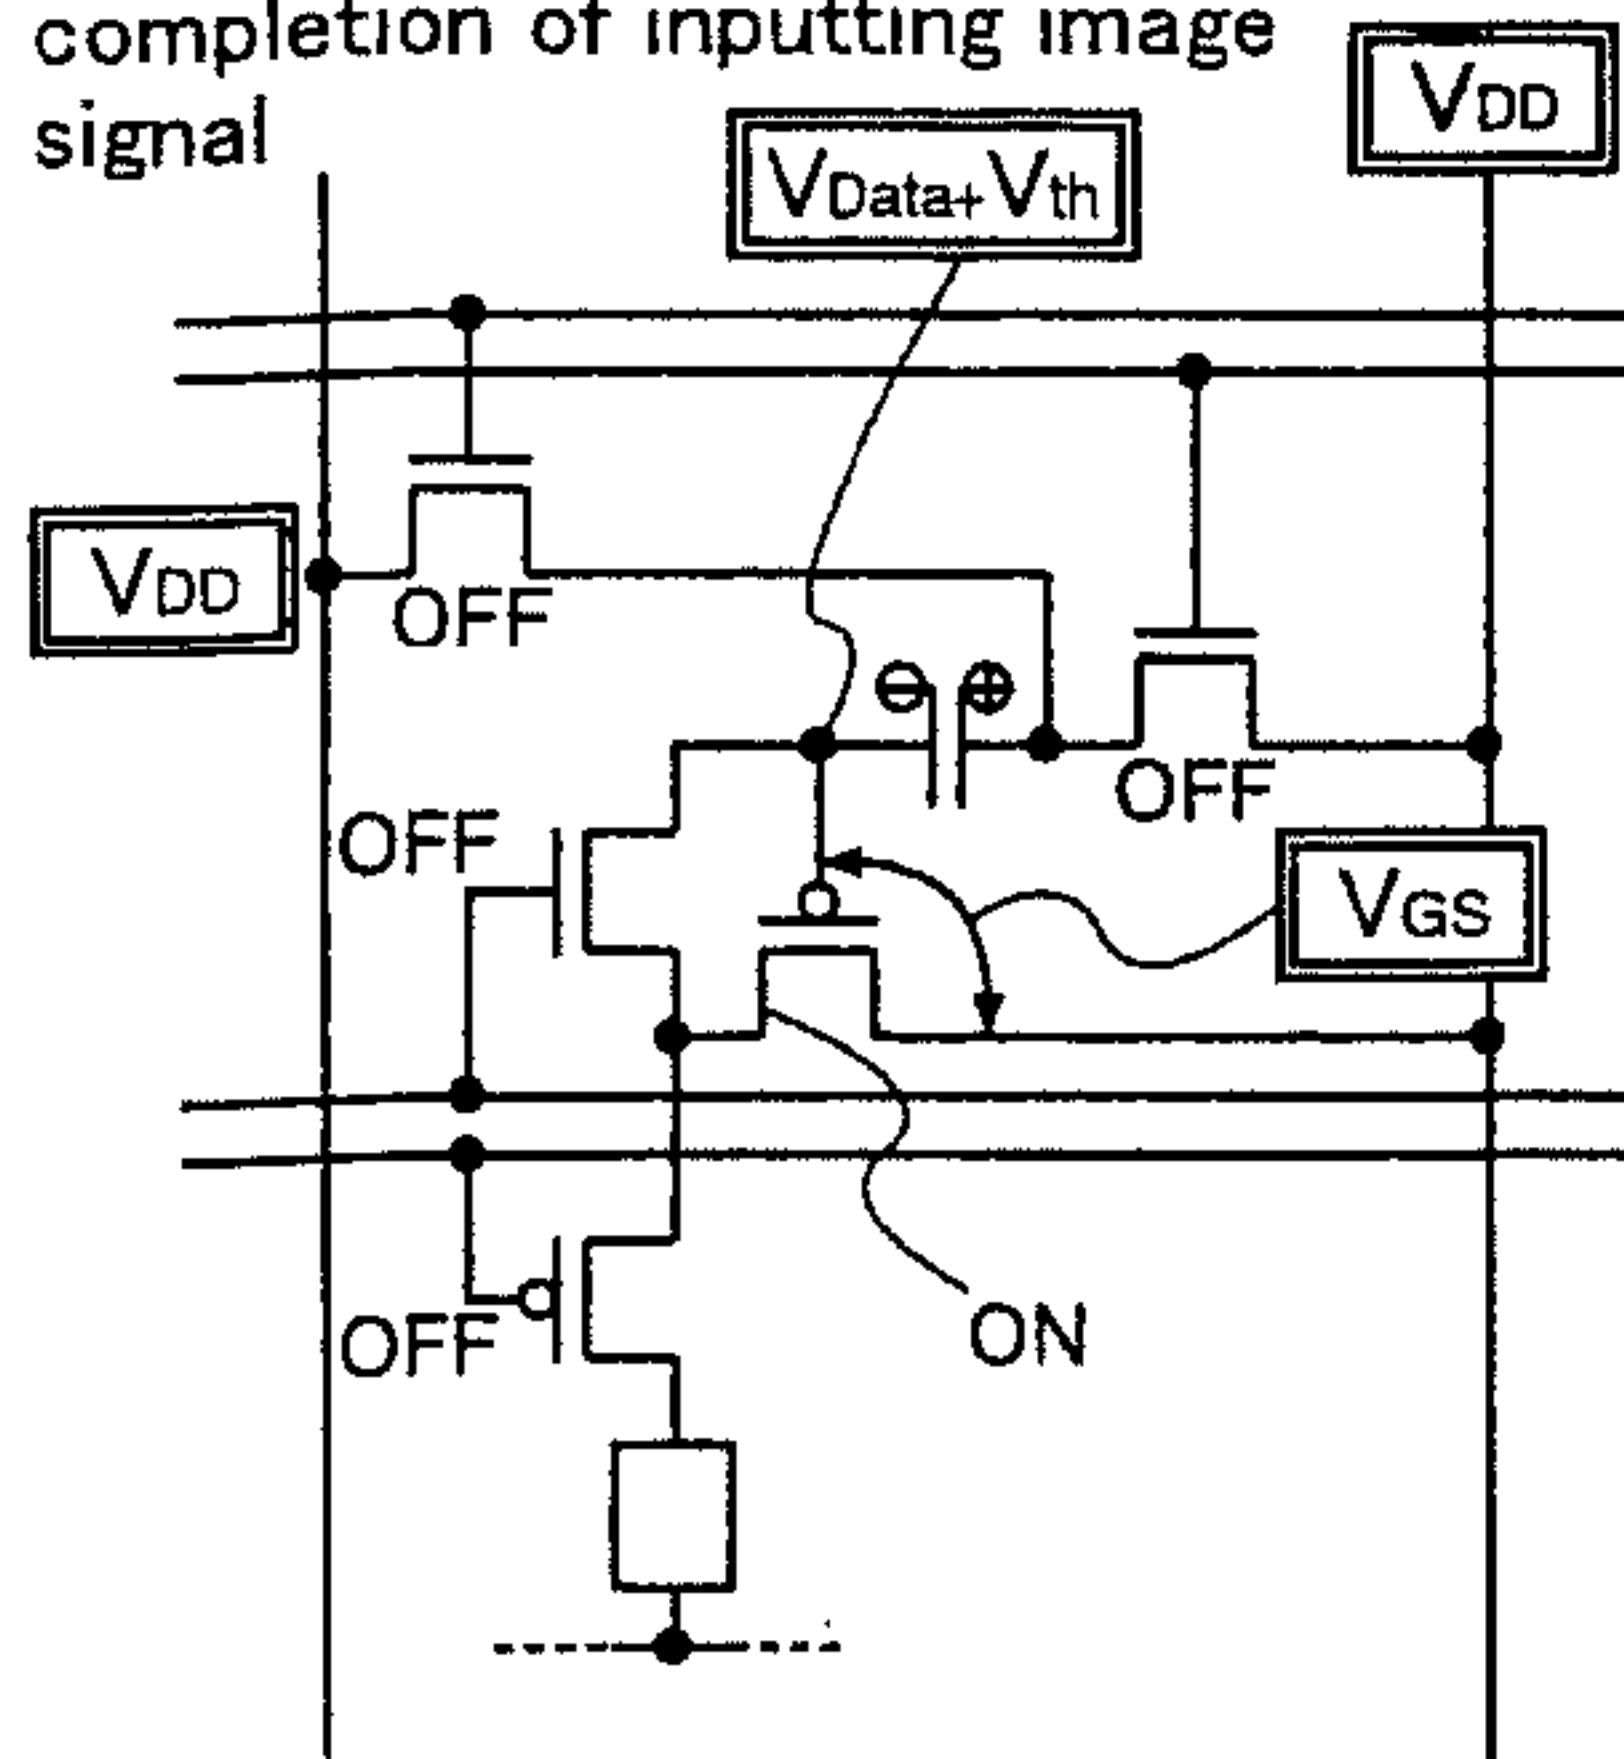 completion of inputting image
signal
VDD
VData+Vth
VDD
OFF
OFF
OFF
VGS
OFF
ON